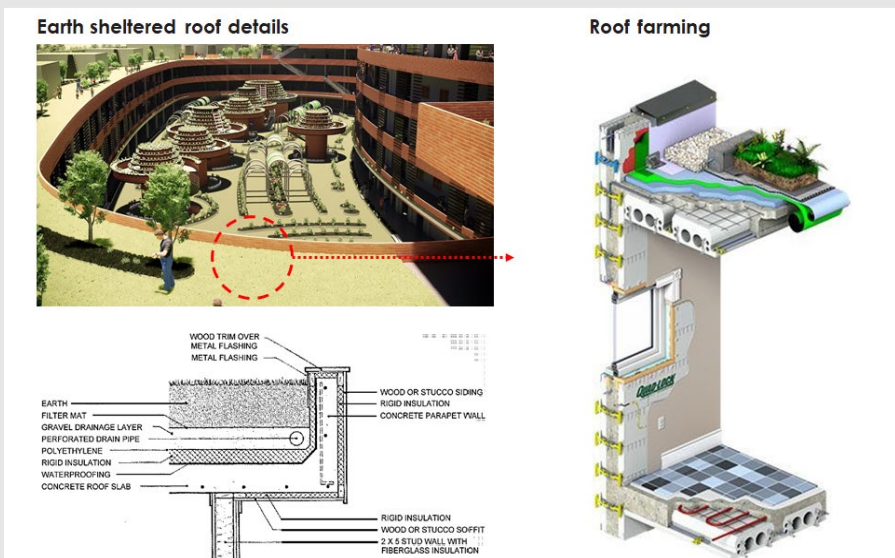 Earth sheltered roof details
Roof farming
WOOD TRIM OVER
METAL FLASHING
METAL FLASHING
EARTH
FILTER MAT
GRAVEL DRAINAGE LAYER
PERFORATED DRAIN PIPE
POLYETHYLENE
RIGID INSULATION
WATERPROOFING
CONCRETE ROOF SLAB
WOOD OR STUCCO SIDING
RIGID INSULATION
CONCRETE PARAPET WALL
RIGID INSULATION
WOOD OR STUCCO SOFFIT
2 X 5 STUD WALL WITH
FIBERGLASS INSULATION
QUAD-LOCK